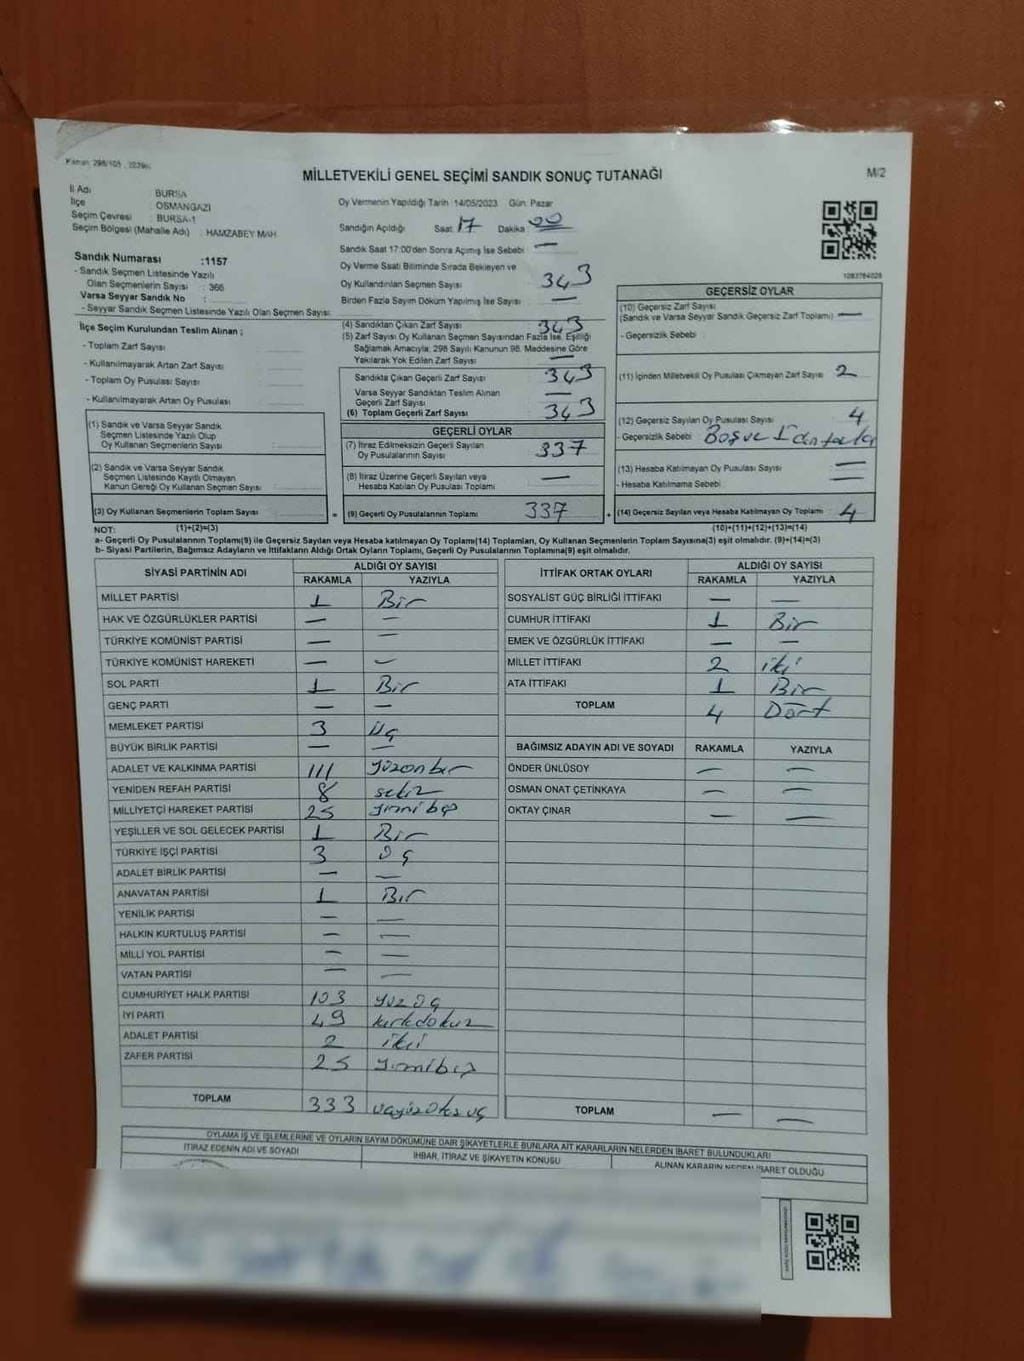 Kanun 298/105
MİLLETVEKİLİ GENEL SEÇİMİ SANDIK SONUÇ TUTANAĞI
M/2
İl Adı BURSA
İlçe OSMANGAZİ
Seçim Çevresi : BURSA-1
Seçim Bölgesi (Mahalle Adı) : HAMZABEY MAH.
Sandık Numarası :1157
- Sandık Seçmen Listesinde Yazılı
Olan Seçmenlerin Sayısı : 366
Varsa Seyyar Sandık No :
- Seyyar Sandık Seçmen Listesinde Yazılı Olan Seçmen Sayısı:
Oy Vermenin Yapıldığı Tarih :14/05/2023 Gün: Pazar
Sandığın Açıldığı Saat 17 Dakika 00
Sandık Saat 17:00'den Sonra Açılmış İse Sebebi : —
Oy Verme Saati Bitiminde Sırada Bekleyen ve
Oy Kullandırılan Seçmen Sayısı 343
Birden Fazla Sayım Döküm Yapılmış İse Sayısı —
İlçe Seçim Kurulundan Teslim Alınan ;
- Toplam Zarf Sayısı :
- Kullanılmayarak Artan Zarf Sayısı :
- Toplam Oy Pusulası Sayısı :
- Kullanılmayarak Artan Oy Pusulası :
(1) Sandık ve Varsa Seyyar Sandık
Seçmen Listesinde Yazılı Olup
Oy Kullanan Seçmenlerin Sayısı :
(2) Sandık ve Varsa Seyyar Sandık
Seçmen Listesinde Kayıtlı Olmayan
Kanun Gereği Oy Kullanan Seçmen Sayısı :
(3) Oy Kullanan Seçmenlerin Toplam Sayısı
(4) Sandıktan Çıkan Zarf Sayısı 343
(5) Zarf Sayısı Oy Kullanan Seçmen Sayısından Fazla İse, Eşitliği
Sağlamak Amacıyla; 298 Sayılı Kanunun 98. Maddesine Göre
Yakılarak Yok Edilen Zarf Sayısı —
Sandıkta Çıkan Geçerli Zarf Sayısı 343
Varsa Seyyar Sandıktan Teslim Alınan
Geçerli Zarf Sayısı —
(6) Toplam Geçerli Zarf Sayısı 343
GEÇERLİ OYLAR
(7) İtiraz Edilmeksizin Geçerli Sayılan
Oy Pusulalarının Sayısı 337
(8) İtiraz Üzerine Geçerli Sayılan veya
Hesaba Katılan Oy Pusulası Toplamı —
= (9) Geçerli Oy Pusulalarının Toplamı 337 +
1083784028
GEÇERSİZ OYLAR
(10) Geçersiz Zarf Sayısı
(Sandık ve Varsa Seyyar Sandık Geçersiz Zarf Toplamı) —
- Geçersizlik Sebebi :
(11) İçinden Milletvekili Oy Pusulası Çıkmayan Zarf Sayısı 2
(12) Geçersiz Sayılan Oy Pusulası Sayısı 4
- Geçersizlik Sebebi Boş ve
(13) Hesaba Katılmayan Oy Pusulası Sayısı —
- Hesaba Katılmama Sebebi —
(14) Geçersiz Sayılan veya Hesaba Katılmayan Oy Toplamı 4
NOT: (1)+(2)=(3) (10)+(11)+(12)+(13)=(14)
a- Geçerli Oy Pusulalarının Toplamı(9) ile Geçersiz Sayılan veya Hesaba Katılmayan Oy Toplamı(14) Toplamları, Oy Kullanan Seçmenlerin Toplam Sayısına(3) eşit olmalıdır. (9)+(14)=(3)
b- Siyasi Partilerin, Bağımsız Adayların ve İttifakların Aldığı Ortak Oyların Toplamı, Geçerli Oy Pusulalarının Toplamına(9) eşit olmalıdır.
SİYASİ PARTİNİN ADI ALDIĞI OY SAYISI
RAKAMLA YAZIYLA
MİLLET PARTİSİ 1 Bir
HAK VE ÖZGÜRLÜKLER PARTİSİ — —
TÜRKİYE KOMÜNİST PARTİSİ — —
TÜRKİYE KOMÜNİST HAREKETİ — —
SOL PARTİ 1 Bir
GENÇ PARTİ — —
MEMLEKET PARTİSİ 3 üç
BÜYÜK BİRLİK PARTİSİ — —
ADALET VE KALKINMA PARTİSİ 111 yüzonbir
YENİDEN REFAH PARTİSİ 8 sekiz
MİLLİYETÇİ HAREKET PARTİSİ 25 yirmibeş
YEŞİLLER VE SOL GELECEK PARTİSİ 1 Bir
TÜRKİYE İŞÇİ PARTİSİ 3 üç
ADALET BİRLİK PARTİSİ — —
ANAVATAN PARTİSİ 1 Bir
YENİLİK PARTİSİ — —
HALKIN KURTULUŞ PARTİSİ — —
MİLLİ YOL PARTİSİ — —
VATAN PARTİSİ — —
CUMHURİYET HALK PARTİSİ 103 yüz üç
İYİ PARTİ 49 kırkdokuz
ADALET PARTİSİ 2 iki
ZAFER PARTİSİ 25 yirmibeş
TOPLAM 333 üçyüzotuzüç
İTTİFAK ORTAK OYLARI ALDIĞI OY SAYISI
RAKAMLA YAZIYLA
SOSYALİST GÜÇ BİRLİĞİ İTTİFAKI — —
CUMHUR İTTİFAKI 1 Bir
EMEK VE ÖZGÜRLÜK İTTİFAKI — —
MİLLET İTTİFAKI 2 iki
ATA İTTİFAKI 1 Bir
TOPLAM 4 Dört
BAĞIMSIZ ADAYIN ADI VE SOYADI RAKAMLA YAZIYLA
ÖNDER ÜNLÜSOY — —
OSMAN ONAT ÇETİNKAYA — —
OKTAY ÇINAR — —
TOPLAM — —
OYLAMA İŞ VE İŞLEMLERİNE VE OYLARIN SAYIM DÖKÜMÜNE DAİR ŞİKAYETLERLE BUNLARA AİT KARARLARIN NELERDEN İBARET BULUNDUKLARI
İTİRAZ EDENİN ADI VE SOYADI İHBAR, İTİRAZ VE ŞİKAYETİN KONUSU ALINAN KARARIN NEDEN İBARET OLDUĞU